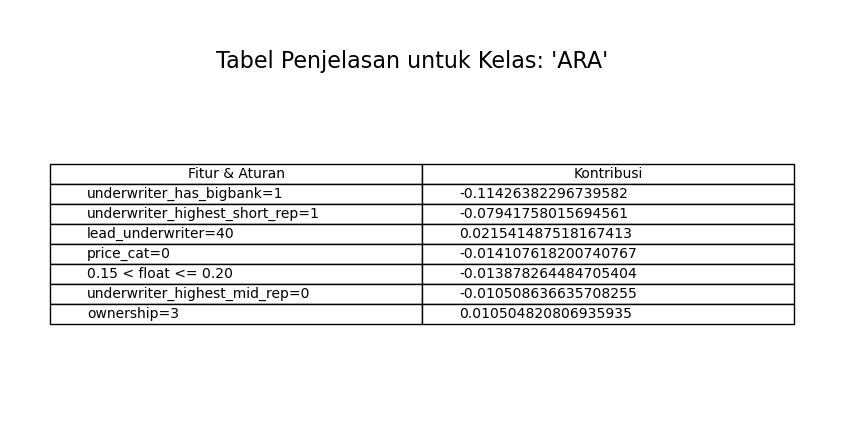 Tabel Penjelasan untuk Kelas: 'ARA'
Fitur & Aturan Kontribusi
underwriter_has_bigbank=1 -0.11426382296739582
underwriter_highest_short_rep=1 -0.07941758015694561
lead_underwriter=40 0.021541487518167413
price_cat=0 -0.014107618200740767
0.15 < float <= 0.20 -0.013878264484705404
underwriter_highest_mid_rep=0 -0.010508636635708255
ownership=3 0.010504820806935935